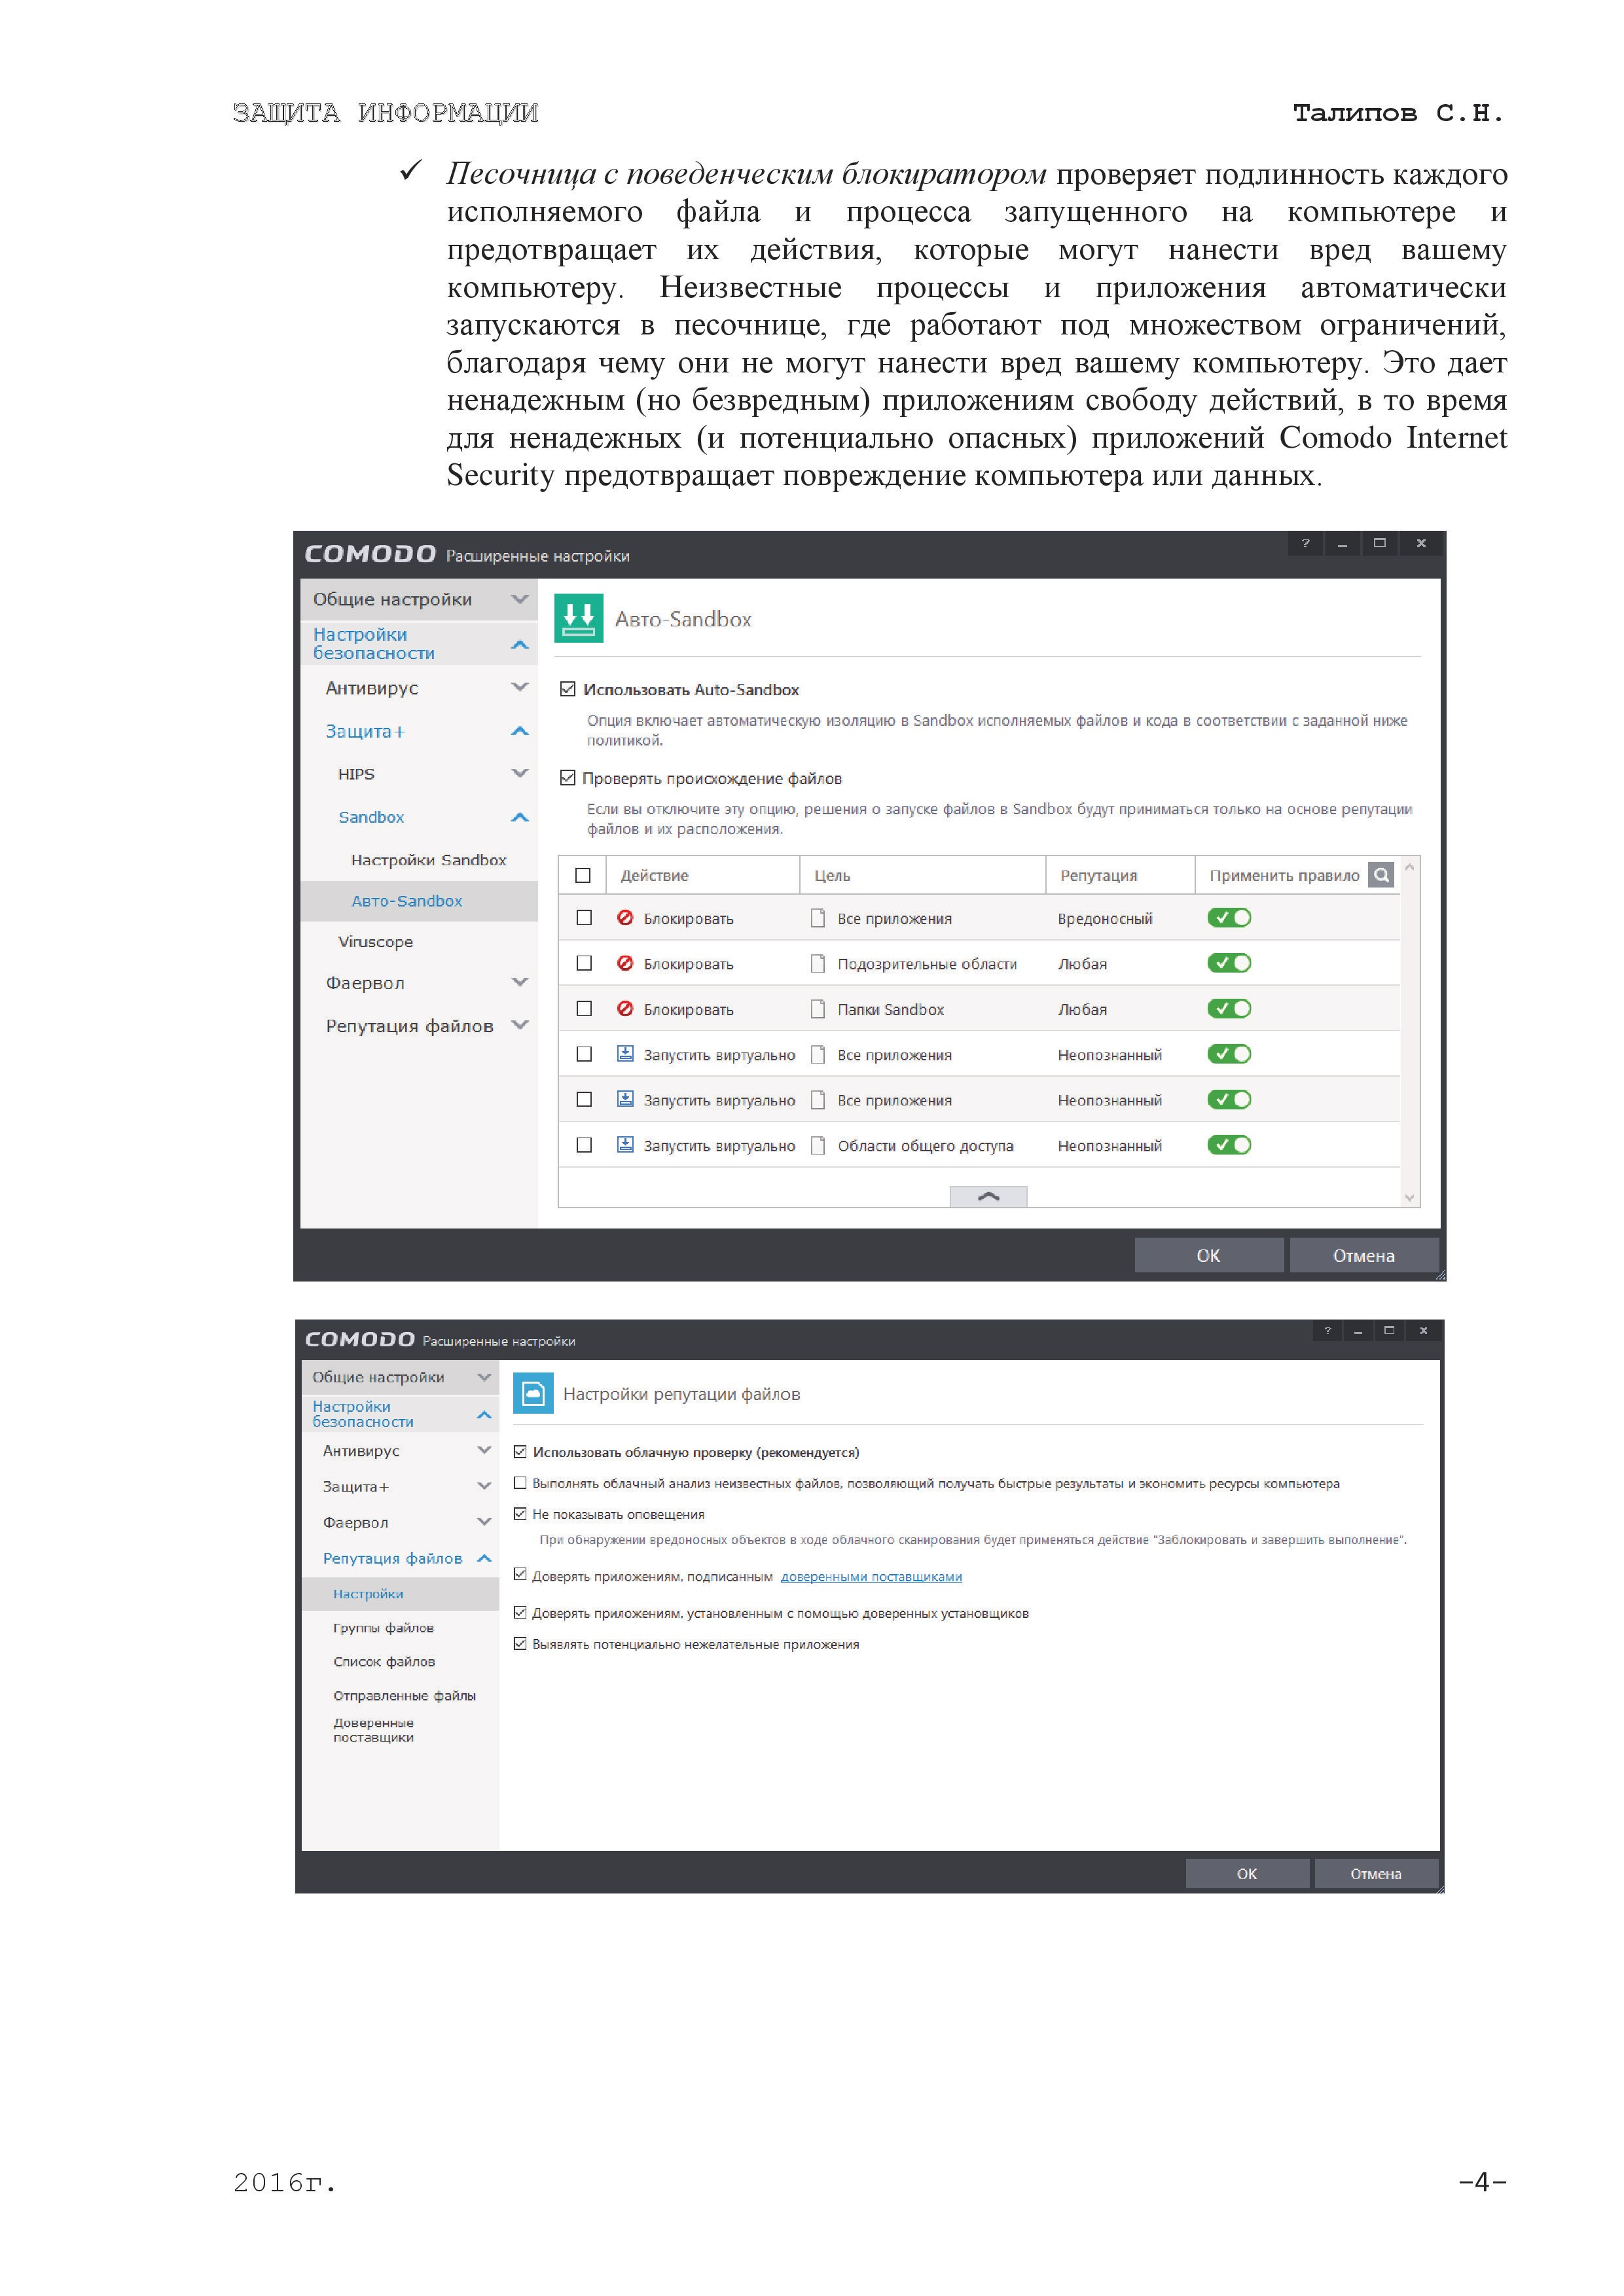 ЗАЩИТА ИНФОРМАЦИИ Талипов С.Н.
✓ Песочница с поведенческим блокиратором проверяет подлинность каждого
исполняемого файла и процесса запущенного на компьютере и
предотвращает их действия, которые могут нанести вред вашему
компьютеру. Неизвестные процессы и приложения автоматически
запускаются в песочнице, где работают под множеством ограничений,
благодаря чему они не могут нанести вред вашему компьютеру. Это дает
ненадежным (но безвредным) приложениям свободу действий, в то время
для ненадежных (и потенциально опасных) приложений Comodo Internet
Security предотвращает повреждение компьютера или данных.
COMODO Расширенные настройки
Общие настройки
Настройки
безопасности
Антивирус
Защита+
HIPS
Sandbox
Настройки Sandbox
Авто-Sandbox
Viruscope
Фаервол
Репутация файлов
Авто-Sandbox
Использовать Auto-Sandbox
Опция включает автоматическую изоляцию в Sandbox исполняемых файлов и кода в соответствии с заданной ниже
политикой.
Проверять происхождение файлов
Если вы отключите эту опцию, решения о запуске файлов в Sandbox будут приниматься только на основе репутации
файлов и их расположения.
Действие Цель Репутация Применить правило
Блокировать Все приложения Вредоносный
Блокировать Подозрительные области Любая
Блокировать Папки Sandbox Любая
Запустить виртуально Все приложения Неопознанный
Запустить виртуально Все приложения Неопознанный
Запустить виртуально Области общего доступа Неопознанный
OK Отмена
COMODO Расширенные настройки
Общие настройки
Настройки
безопасности
Антивирус
Защита+
Фаервол
Репутация файлов
Настройки
Группы файлов
Список файлов
Отправленные файлы
Доверенные
поставщики
Настройки репутации файлов
Использовать облачную проверку (рекомендуется)
Выполнять облачный анализ неизвестных файлов, позволяющий получать быстрые результаты и экономить ресурсы компьютера
Не показывать оповещения
При обнаружении вредоносных объектов в ходе облачного сканирования будет применяться действие "Заблокировать и завершить выполнение".
Доверять приложениям, подписанным доверенными поставщиками
Доверять приложениям, установленным с помощью доверенных установщиков
Выявлять потенциально нежелательные приложения
OK Отмена
2016г. -4-